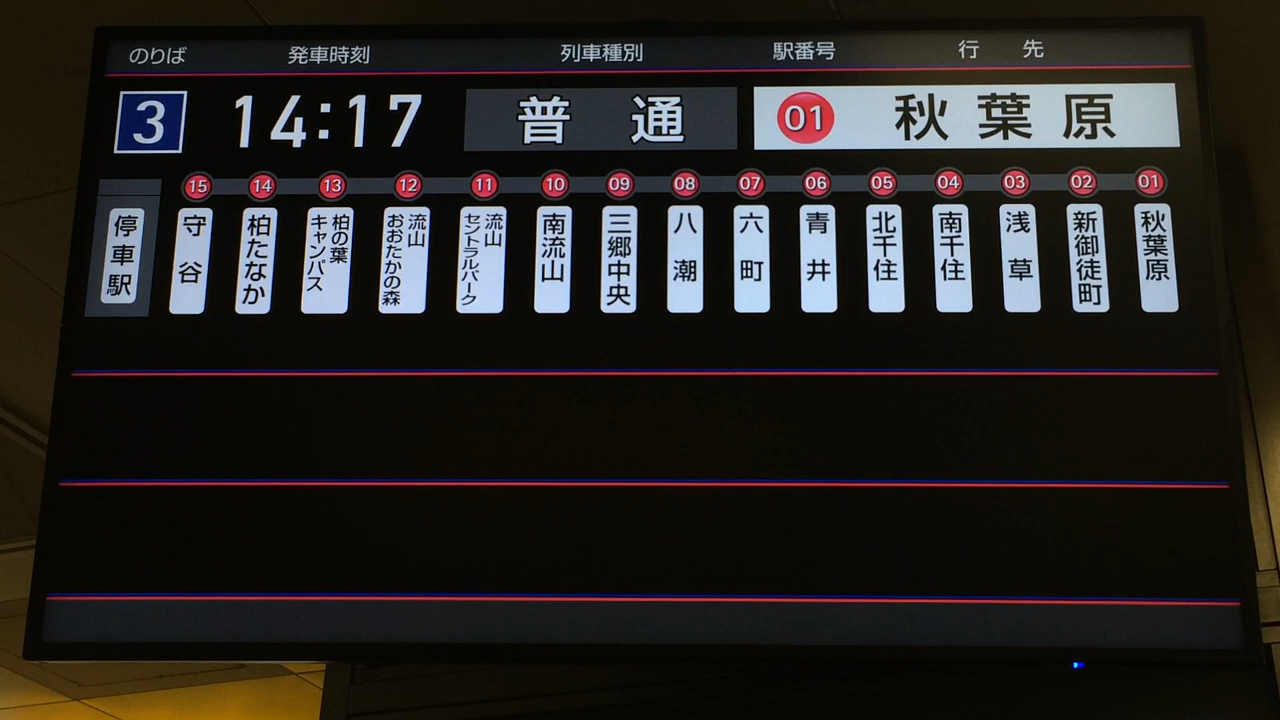 のりば 発車時刻 列車種別 駅番号 行先
3 14:17 普通 01 秋葉原
15 14 13 12 11 10 09 08 07 06 05 04 03 02 01
停車駅
守谷
柏たなか
柏の葉
キャンパス
流山
おおたかの森
流山
セントラルパーク
南流山
三郷中央
八潮
六町
青井
北千住
南千住
浅草
新御徒町
秋葉原